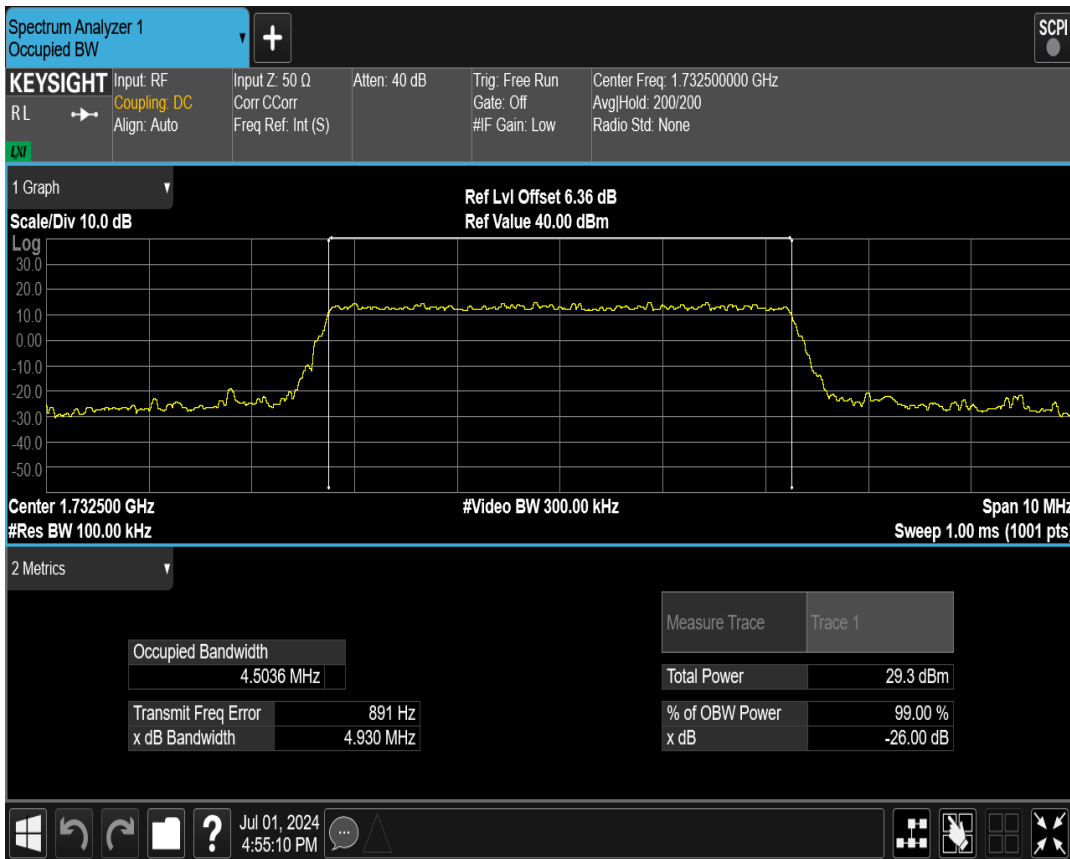 Spectrum Analyzer 1
Occupied BW
SCPI
KEYSIGHT
R L
LXI
Input: RF
Coupling: DC
Align: Auto
Input Z: 50 Ω
Corr CCorr
Freq Ref: Int (S)
Atten: 40 dB
Trig: Free Run
Gate: Off
#IF Gain: Low
Center Freq: 1.732500000 GHz
Avg|Hold: 200/200
Radio Std: None
1 Graph
Ref Lvl Offset 6.36 dB
Scale/Div 10.0 dB
Ref Value 40.00 dBm
Log
30.0
20.0
10.0
0.00
-10.0
-20.0
-30.0
-40.0
-50.0
Center 1.732500 GHz
#Video BW 300.00 kHz
Span 10 MHz
#Res BW 100.00 kHz
Sweep 1.00 ms (1001 pts)
2 Metrics
Measure Trace Trace 1
Occupied Bandwidth
4.5036 MHz
Total Power 29.3 dBm
Transmit Freq Error 891 Hz
% of OBW Power 99.00 %
x dB Bandwidth 4.930 MHz
x dB -26.00 dB
?
Jul 01, 2024
4:55:10 PM